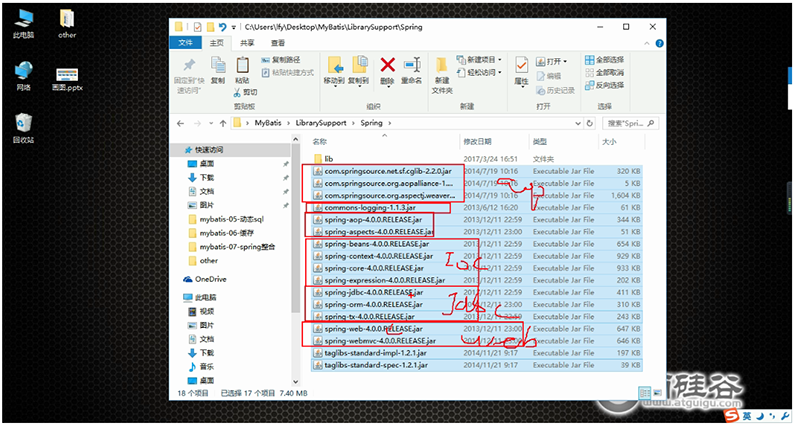 此电脑
other
网络
画图.pptx
回收站
C:\Users\lfy\Desktop\MyBatis\LibrarySupport\Spring
文件 主页 共享 查看
固定到"快速访问" 复制 粘贴 复制路径 粘贴快捷方式 剪切 移动到 复制到 删除 重命名 新建文件夹 新建项目 轻松访问 属性 打开 编辑 历史记录 全部选择 全部取消 反向选择
剪贴板 组织 新建 打开 选择
MyBatis LibrarySupport Spring 搜索"Spri...
名称 修改日期 类型 大小
lib 2017/3/24 16:51 文件夹
com.springsource.net.sf.cglib-2.2.0.jar 2014/7/19 10:16 Executable Jar File 320 KB
com.springsource.org.aopalliance-1.... 2014/7/19 10:16 Executable Jar File 5 KB
com.springsource.org.aspectj.weaver... 2014/7/19 10:16 Executable Jar File 1,604 KB
commons-logging-1.1.3.jar 2013/6/12 16:20 Executable Jar File 61 KB
spring-aop-4.0.0.RELEASE.jar 2013/12/11 22:59 Executable Jar File 344 KB
spring-aspects-4.0.0.RELEASE.jar 2013/12/11 23:00 Executable Jar File 51 KB
spring-beans-4.0.0.RELEASE.jar 2013/12/11 22:59 Executable Jar File 654 KB
spring-context-4.0.0.RELEASE.jar 2013/12/11 22:59 Executable Jar File 929 KB
spring-core-4.0.0.RELEASE.jar 2013/12/11 22:59 Executable Jar File 933 KB
spring-expression-4.0.0.RELEASE.jar 2013/12/11 22:59 Executable Jar File 202 KB
spring-jdbc-4.0.0.RELEASE.jar 2013/12/11 22:59 Executable Jar File 411 KB
spring-orm-4.0.0.RELEASE.jar 2013/12/11 23:00 Executable Jar File 310 KB
spring-tx-4.0.0.RELEASE.jar 2013/12/11 22:59 Executable Jar File 243 KB
spring-web-4.0.0.RELEASE.jar 2013/12/11 23:00 Executable Jar File 647 KB
spring-webmvc-4.0.0.RELEASE.jar Executable Jar File 646 KB
taglibs-standard-impl-1.2.1.jar 2014/11/21 9:17 Executable Jar File 197 KB
taglibs-standard-spec-1.2.1.jar 2014/11/21 9:17 Executable Jar File 39 KB
Ioc
Jdbc
web
快速访问
桌面
下载
文档
图片
mybatis-05-动态sql
mybatis-06-缓存
mybatis-07-spring整合
other
OneDrive
此电脑
视频
图片
文档
下载
音乐
桌面
18 个项目 已选择 17 个项目 7.40 MB
硅谷
www.atguigu.com
英